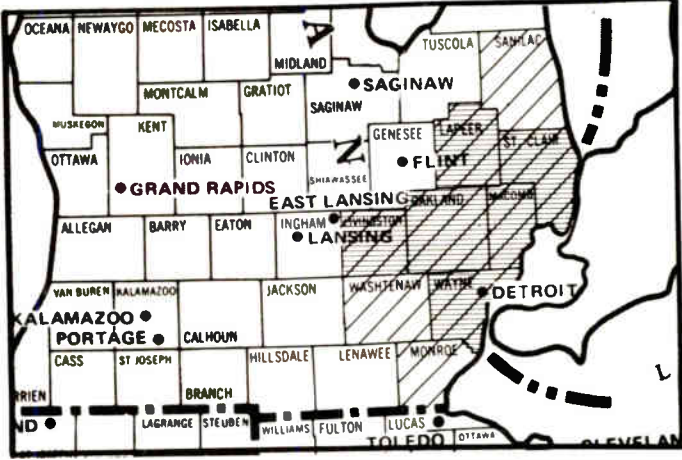 OCEANA NEWAYGO MECOSTA ISABELLA
A
MIDLAND
TUSCOLA SANILAC
SAGINAW
MONTCALM GRATIOT
SAGINAW
MUSKEGON KENT
GENESEE LAPEER
ST. CLAIR
OTTAWA IONIA CLINTON N
FLINT
SHIAWASSEE
GRAND RAPIDS
EAST LANSING OAKLAND MACOMB
ALLEGAN BARRY EATON INGHAM LIVINGSTON
LANSING
VAN BUREN KALAMAZOO JACKSON WASHTENAW WAYNE
DETROIT
KALAMAZOO
PORTAGE CALHOUN
CASS ST JOSEPH HILLSDALE LENAWEE MONROE
L
RRIEN BRANCH
ND LAGRANGE STEUBEN WILLIAMS FULTON LUCAS
TOLEDO OTTAWA CLEVELAN